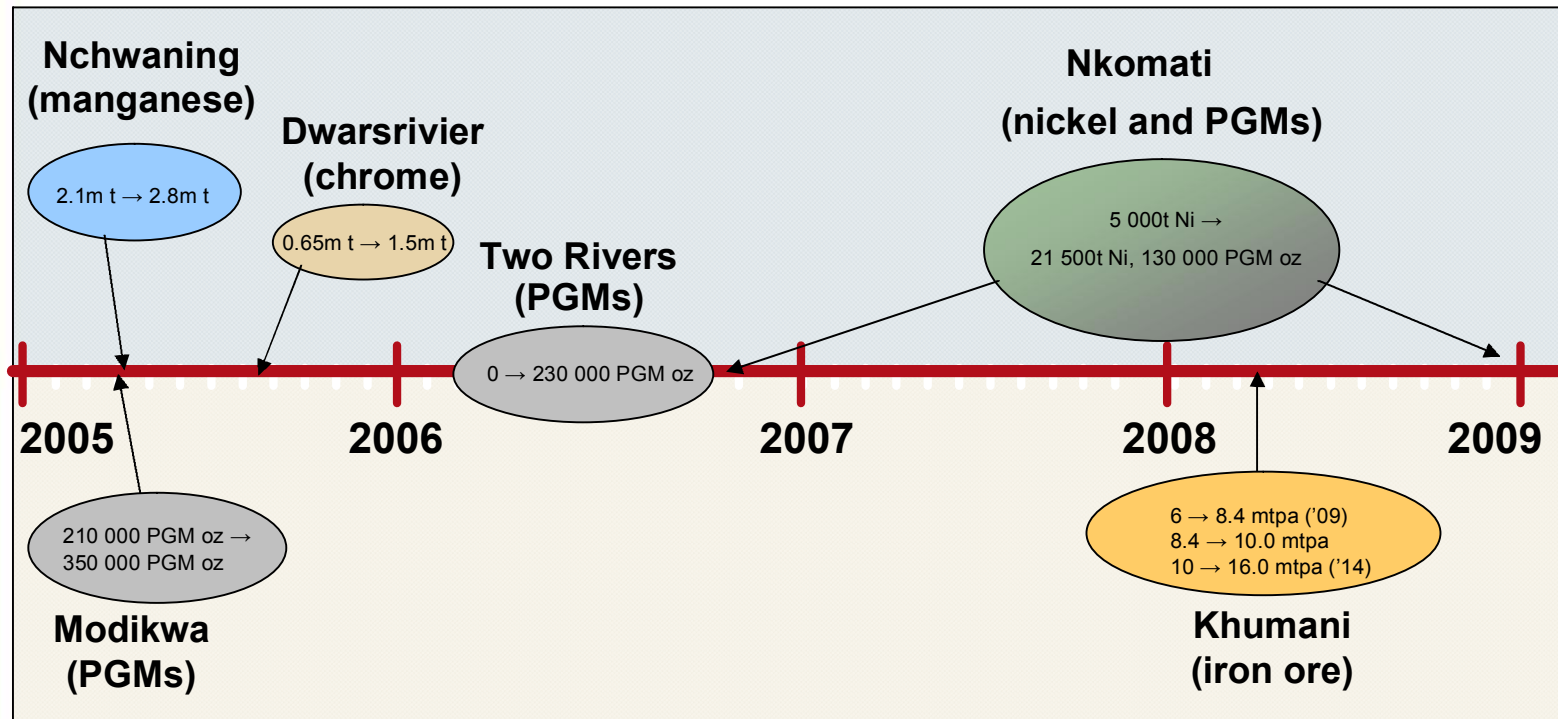 Nchwaning
(manganese)
2.1m t → 2.8m t
Dwarsrivier
(chrome)
0.65m t → 1.5m t
Two Rivers
(PGMs)
0 → 230 000 PGM oz
Nkomati
(nickel and PGMs)
5 000t Ni →
21 500t Ni, 130 000 PGM oz
2005
2006
2007
2008
2009
210 000 PGM oz →
350 000 PGM oz
Modikwa
(PGMs)
6 → 8.4 mtpa (’09)
8.4 → 10.0 mtpa
10 → 16.0 mtpa (’14)
Khumani
(iron ore)